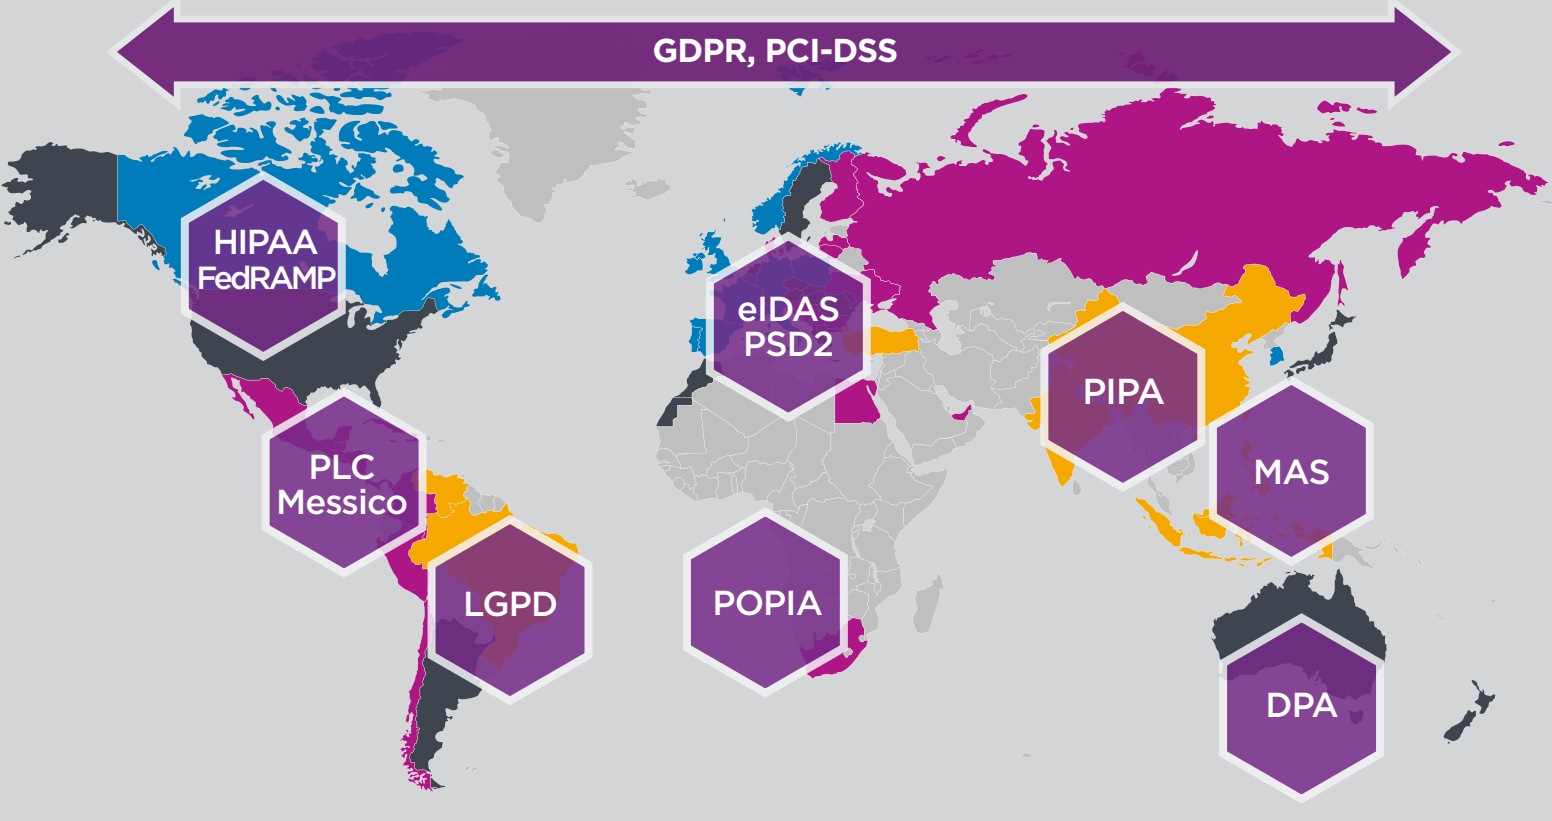 GDPR, PCI-DSS
HIPAA
FedRAMP
eIDAS
PSD2
PIPA
PLC
Messico
MAS
LGPD
POPIA
DPA